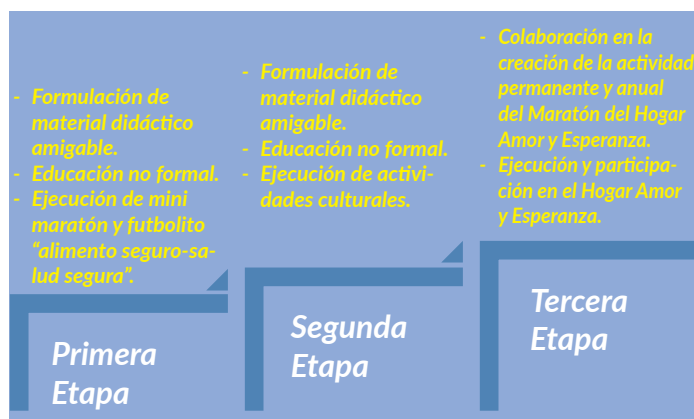 - Formulación de
material didáctico
amigable.
- Educación no formal.
- Ejecución de mini
maratón y futbolito
“alimento seguro-sa-
lud segura”.
Primera
Etapa
- Formulación de
material didáctico
amigable.
- Educación no formal.
- Ejecución de activi-
dades culturales.
Segunda
Etapa
- Colaboración en la
creación de la actividad
permanente y anual
del Maratón del Hogar
Amor y Esperanza.
- Ejecución y participa-
ción en el Hogar Amor
y Esperanza.
Tercera
Etapa